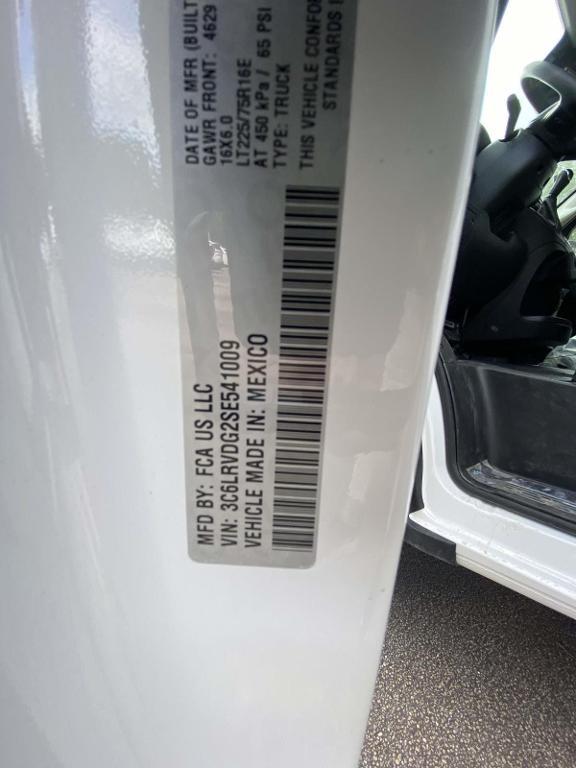 MFD BY: FCA US LLC
VIN: 3C6LRVDG2SE541009
VEHICLE MADE IN: MEXICO
DATE OF MFR (BUILT
GAWR FRONT: 4629
16X6.0
LT225/75R16E
AT 450 kPa / 65 PSI
TYPE: TRUCK
THIS VEHICLE CONFOR
STANDARDS I